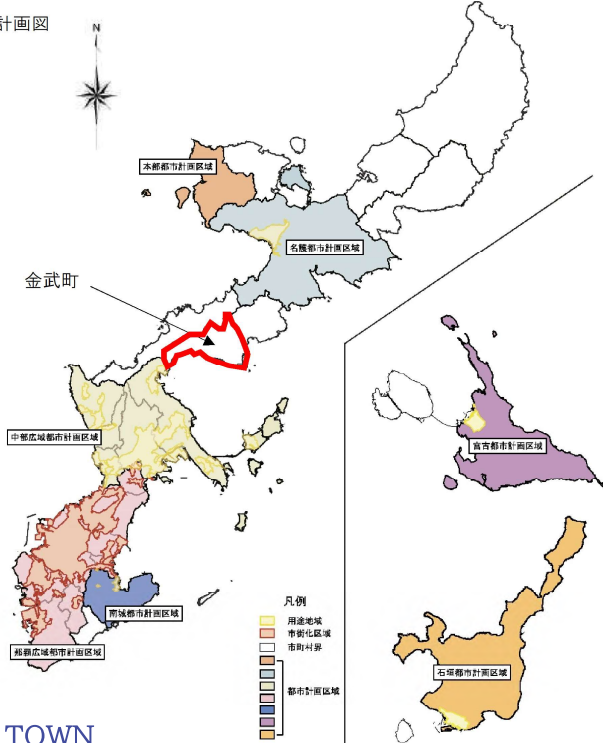 計画図
N
本部都市計画区域
名護都市計画区域
金武町
中部広域都市計画区域
宮古都市計画区域
南城都市計画区域
那覇広域都市計画区域
石垣都市計画区域
凡例
用途地域
市街化区域
市町村界
都市計画区域
TOWN